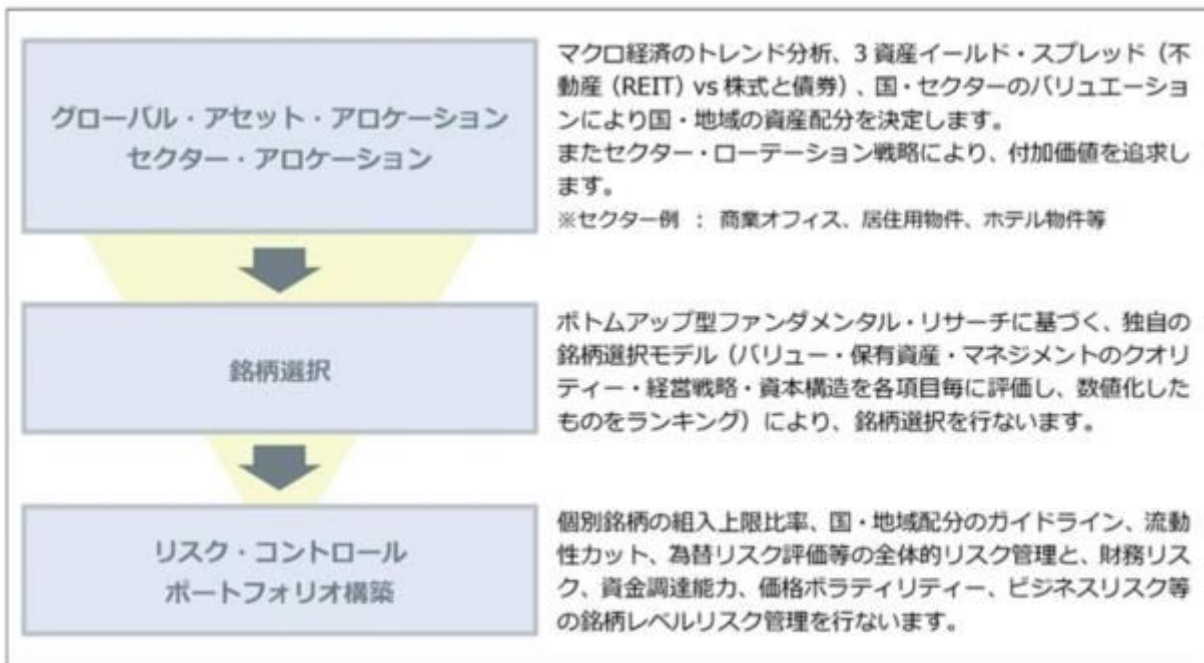 グローバル・アセット・アロケーション
セクター・アロケーション
マクロ経済のトレンド分析、3 資産イールド・スプレッド（不
動産（REIT）vs 株式と債券）、国・セクターのバリュエーショ
ンにより国・地域の資産配分を決定します。
またセクター・ローテーション戦略により、付加価値を追求し
ます。
※セクター例 ： 商業オフィス、居住用物件、ホテル物件等
銘柄選択
ボトムアップ型ファンダメンタル・リサーチに基づく、独自の
銘柄選択モデル（バリュー・保有資産・マネジメントのクオリ
ティー・経営戦略・資本構造を各項目毎に評価し、数値化した
ものをランキング）により、銘柄選択を行ないます。
リスク・コントロール
ポートフォリオ構築
個別銘柄の組入上限比率、国・地域配分のガイドライン、流動
性カット、為替リスク評価等の全体的リスク管理と、財務リス
ク、資金調達能力、価格ボラティリティー、ビジネスリスク等
の銘柄レベルリスク管理を行ないます。